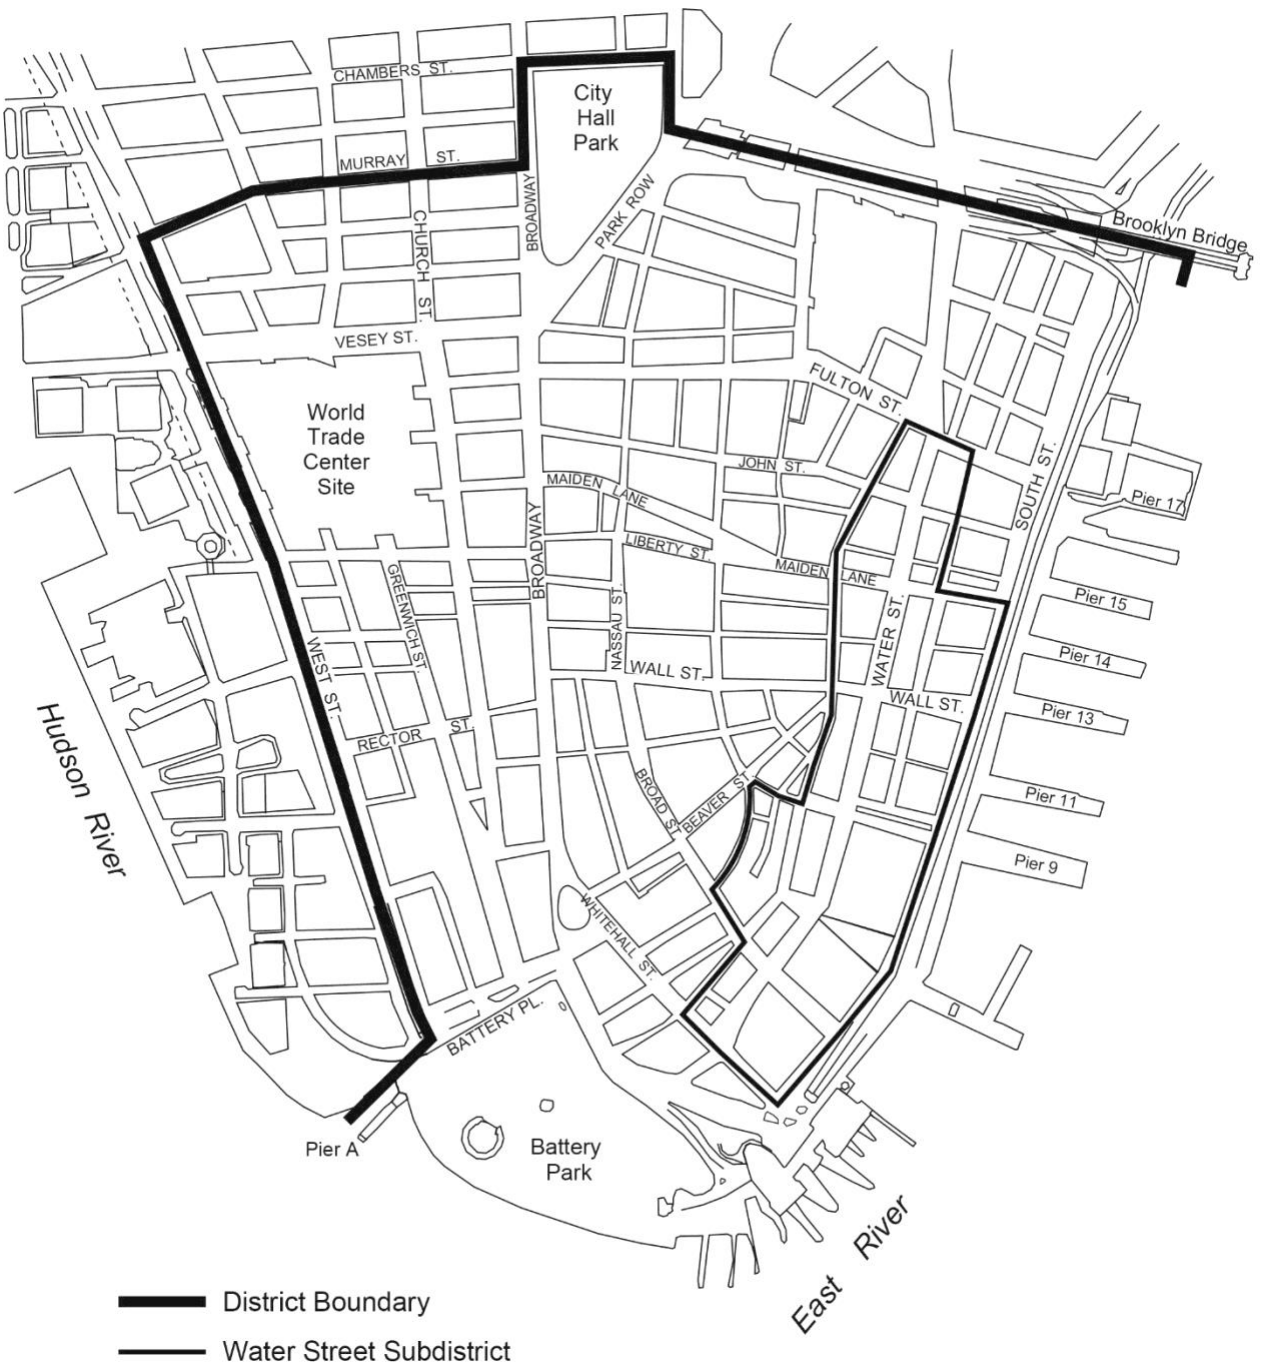 CHAMBERS ST.
City
Hall
Park
MURRAY ST.
BROADWAY
PARK ROW
CHURCH ST.
Brooklyn Bridge
VESEY ST.
FULTON ST.
World
Trade
Center
Site
JOHN ST.
SOUTH ST.
MAIDEN LANE
Pier 17
BROADWAY
LIBERTY ST.
MAIDEN LANE
GREENWICH ST.
NASSAU ST.
Pier 15
WATER ST.
WEST ST.
WALL ST.
Pier 14
WALL ST.
Pier 13
RECTOR ST.
Hudson River
BROAD ST.
BEAVER ST.
Pier 11
Pier 9
WHITEHALL ST.
BATTERY PL.
Pier A
Battery
Park
East River
District Boundary
Water Street Subdistrict